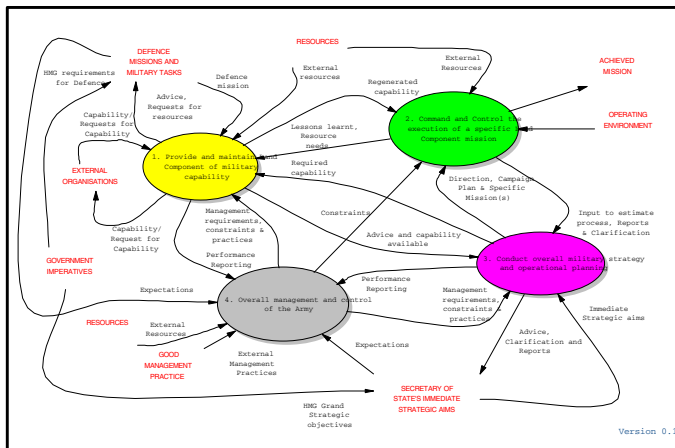 RESOURCES
DEFENCE
MISSIONS AND
MILITARY TASKS
HMG requirements
for Defence
Defence
mission
External
resources
External
Resources
ACHIEVED
MISSION
Advice,
Requests for
resources
Regenerated
capability
Capability/
Requests for
Capability
OPERATING
ENVIRONMENT
2. Command and Control the
execution of a specific
Component mission
Lessons learnt,
Resource
needs
1. Provide and maintain
Component of military
capability
EXTERNAL
ORGANISATIONS
Required
capability
Direction, Campaign
Plan & Specific
Mission(s)
Constraints
Management
requirements,
constraints &
practices
Input to estimate
process, Reports
& Clarification
Capability/
Request for
Capability
Advice and capability
available
GOVERNMENT
IMPERATIVES
Performance
Reporting
3. Conduct overall military strategy
and operational planning
Performance
Reporting
Expectations
4. Overall management and control
of the Army
Management
requirements,
constraints
& practices
Immediate
Strategic aims
RESOURCES
External
Resources
Advice,
Clarification and
Reports
GOOD
MANAGEMENT
PRACTICE
External
Management
Practices
Expectations
SECRETARY
OF STATE'S IMMEDIATE
STRATEGIC AIMS
HMG Grand
Strategic
objectives
Version 0.1